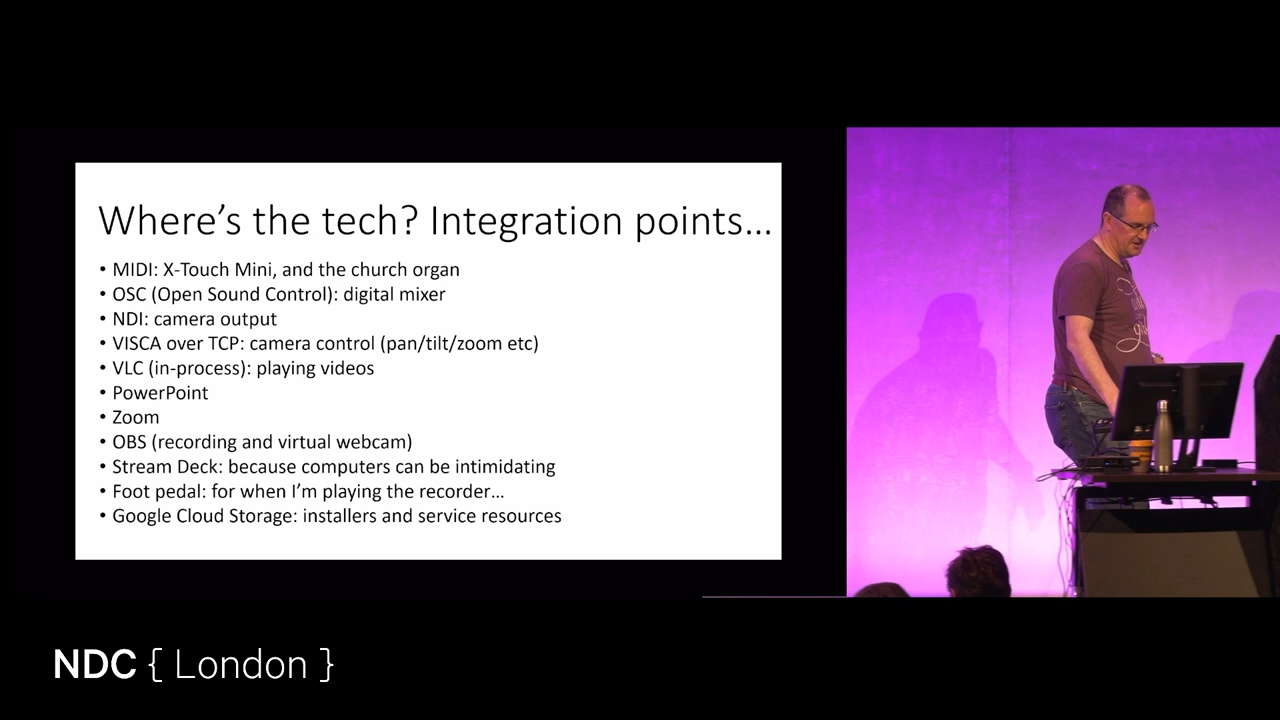 Where’s the tech? Integration points…
• MIDI: X-Touch Mini, and the church organ
• OSC (Open Sound Control): digital mixer
• NDI: camera output
• VISCA over TCP: camera control (pan/tilt/zoom etc)
• VLC (in-process): playing videos
• PowerPoint
• Zoom
• OBS (recording and virtual webcam)
• Stream Deck: because computers can be intimidating
• Foot pedal: for when I’m playing the recorder…
• Google Cloud Storage: installers and service resources
NDC { London }